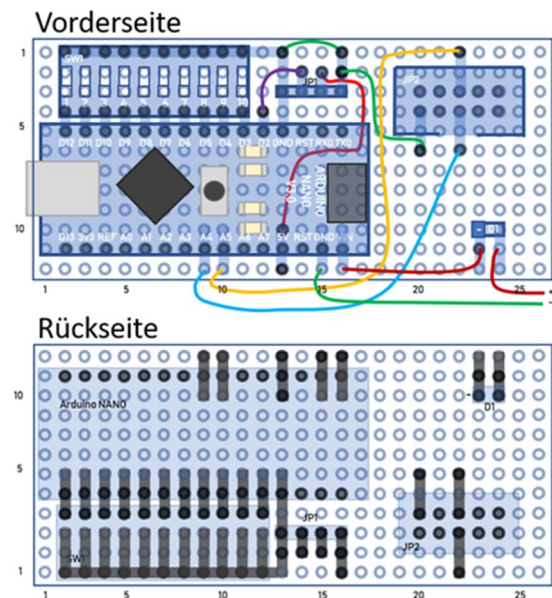 Vorderseite
1
SW1
JP1
JP2
1 2 3 4 5 6 7 8 9 10
5
D12 D11 D10 D9 D8 D7 D6 D5 D4 D3 D2 GND RST RX0 TX0
ARDUINO
NANO
V3.0
10
- D1
D13 3v3 REF A0 A1 A2 A3 A4 A5 A6 A7 5V RST GND VIN
+
-
1 5 10 15 20 25
Rückseite
10
Arduino NANO
-
D1
5
JP1
SW1
JP2
1
1 5 10 15 20 25